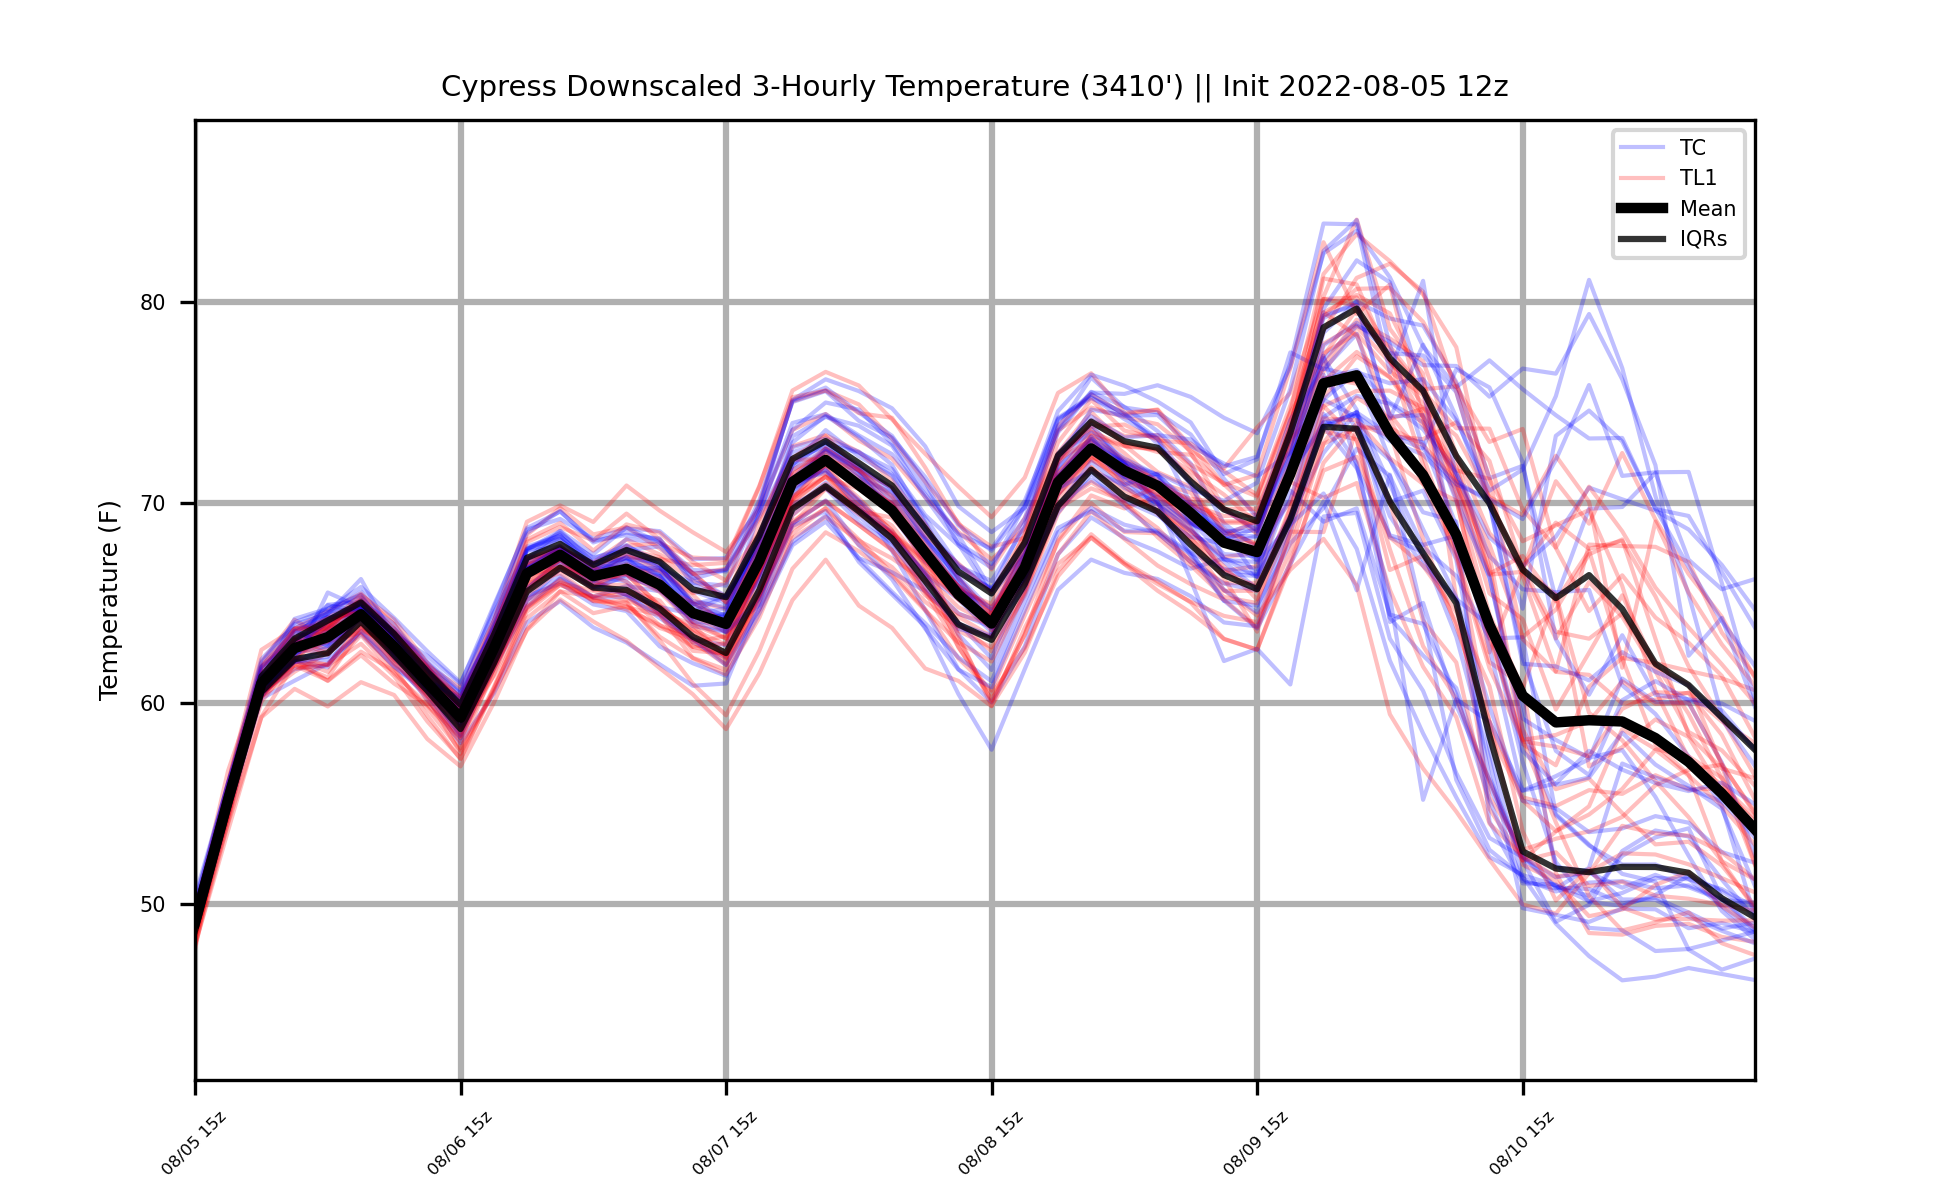 Cypress Downscaled 3-Hourly Temperature (3410') || Init 2022-08-05 12z
TC
TL1
Mean
IQRs
Temperature (F)
80
70
60
50
08/05 15z
08/06 15z
08/07 15z
08/08 15z
08/09 15z
08/10 15z